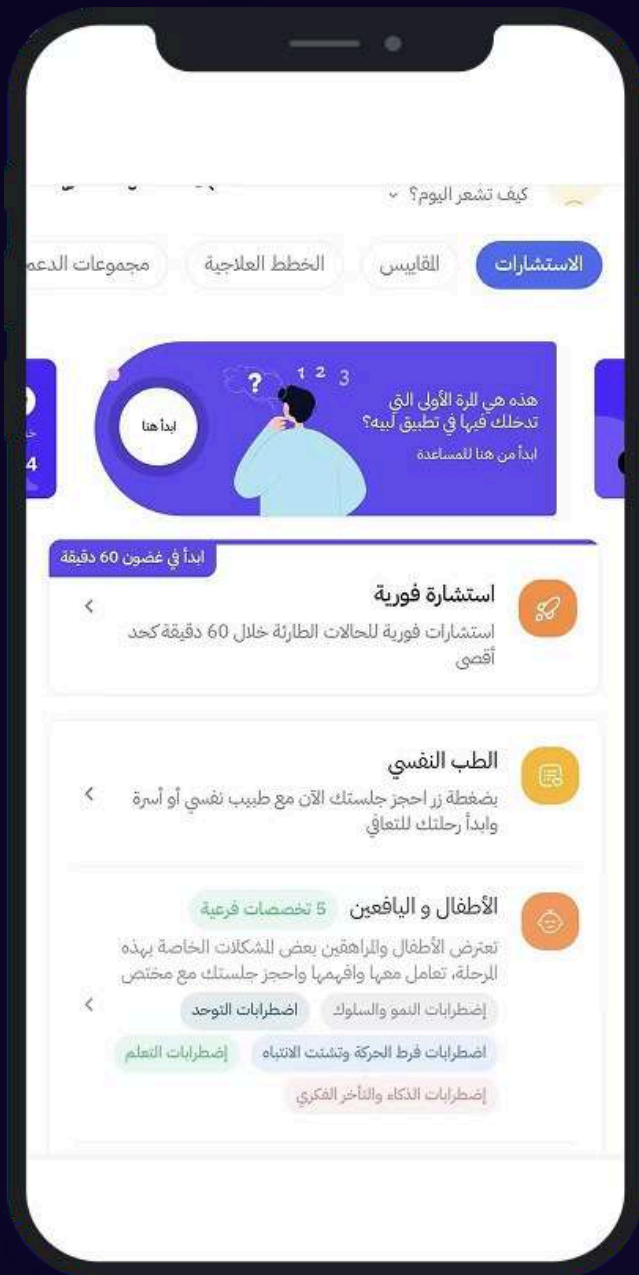 كيف تشعر اليوم؟
الاستشارات
المقاييس
الخطط العلاجية
مجموعات الدعم
1 2 3
?
هذه هي المرة الأولى التي
تدخلك فيها في تطبيق لبيه؟
ابدأ من هنا للمساعدة
ابدأ هنا
4
ابدأ في غضون 60 دقيقة
استشارة فورية
استشارات فورية للحالات الطارئة خلال 60 دقيقة كحد
أقصى
الطب النفسي
بضغطة زر احجز جلستك الآن مع طبيب نفسي أو أسرة
وابدأ رحلتك للتعافي
الأطفال و اليافعين 5 تخصصات فرعية
تعترض الأطفال والمراهقين بعض المشكلات الخاصة بهذه
المرحلة، تعامل معها وافهمها واحجز جلستك مع مختص
إضطرابات النمو والسلوك اضطرابات التوحد
اضطرابات فرط الحركة وتشتت الانتباه إضطرابات التعلم
إضطرابات الذكاء والتأخر الفكري